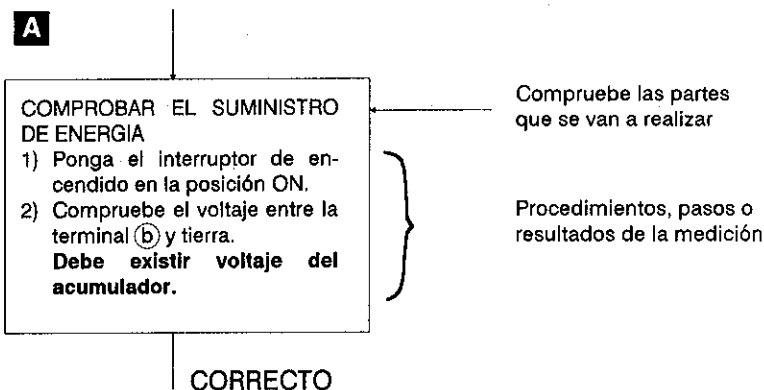 A
COMPROBAR EL SUMINISTRO
DE ENERGIA
1) Ponga el interruptor de en-
cendido en la posición ON.
2) Compruebe el voltaje entre la
terminal ⓑ y tierra.
Debe existir voltaje del
acumulador.
Compruebe las partes
que se van a realizar
Procedimientos, pasos o
resultados de la medición
CORRECTO